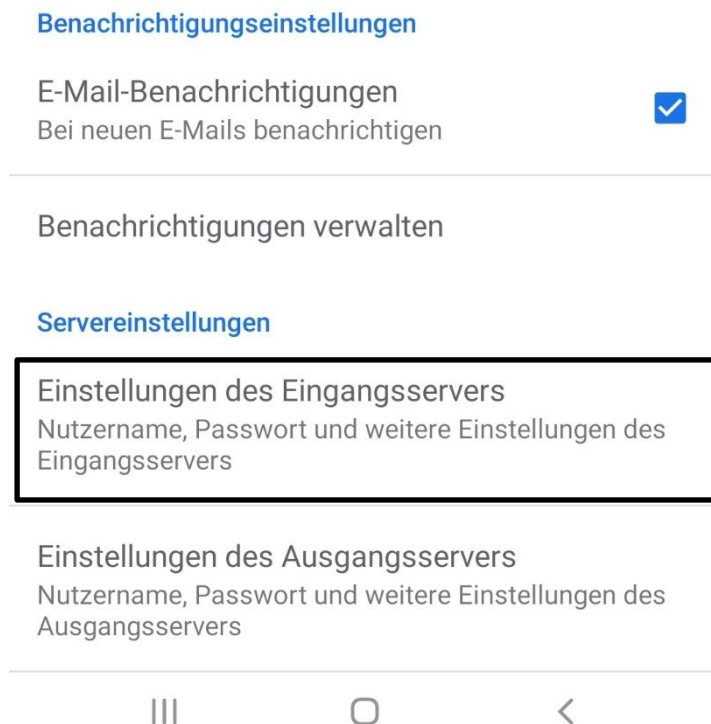 Benachrichtigungseinstellungen
E-Mail-Benachrichtigungen
Bei neuen E-Mails benachrichtigen
Benachrichtigungen verwalten
Servereinstellungen
Einstellungen des Eingangsservers
Nutzername, Passwort und weitere Einstellungen des
Eingangsservers
Einstellungen des Ausgangsservers
Nutzername, Passwort und weitere Einstellungen des
Ausgangsservers